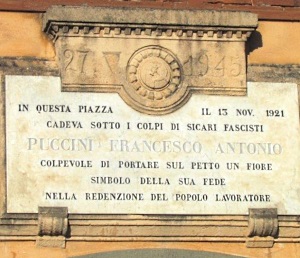 27 V 1945
IN QUESTA PIAZZA IL 13 NOV. 1921
CADEVA SOTTO I COLPI DI SICARI FASCISTI
PUCCINI FRANCESCO ANTONIO
COLPEVOLE DI PORTARE SUL PETTO UN FIORE
SIMBOLO DELLA SUA FEDE
NELLA REDENZIONE DEL POPOLO LAVORATORE